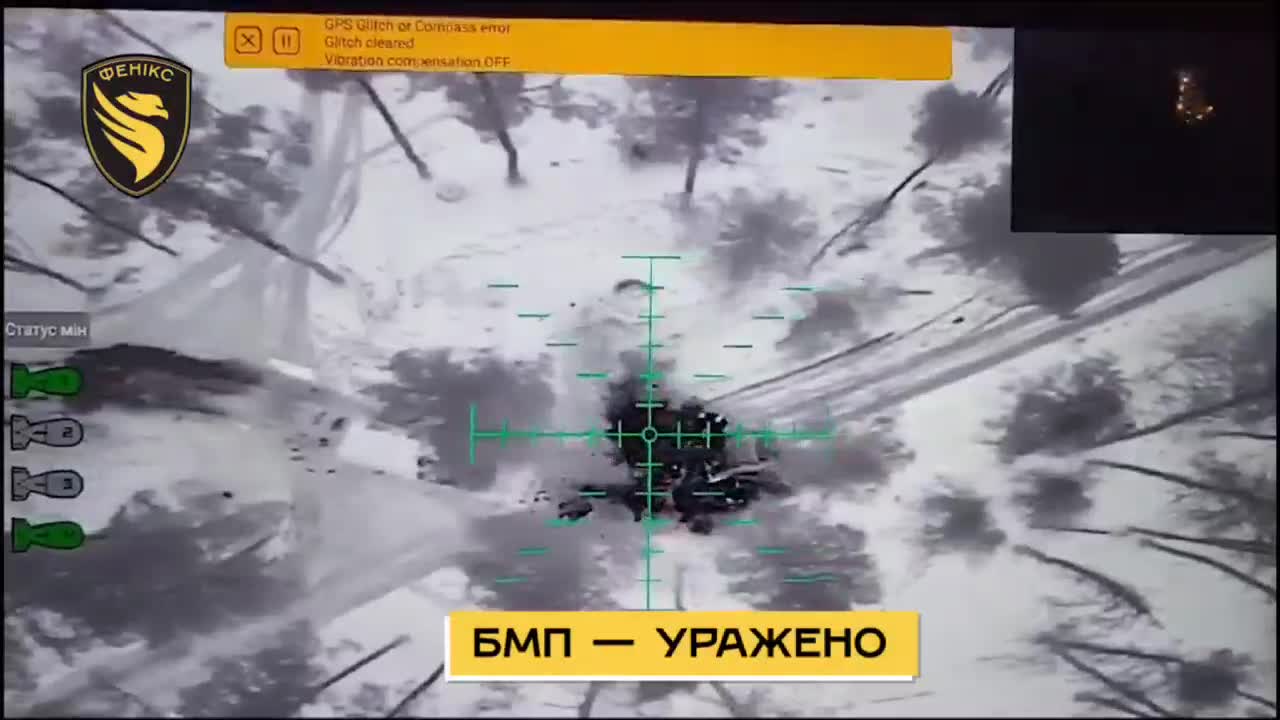 GPS Glitch or Compass error
Glitch cleared
Vibration compensation OFF
ФЕНІКС
Статус мін
2
3
БМП — УРАЖЕНО